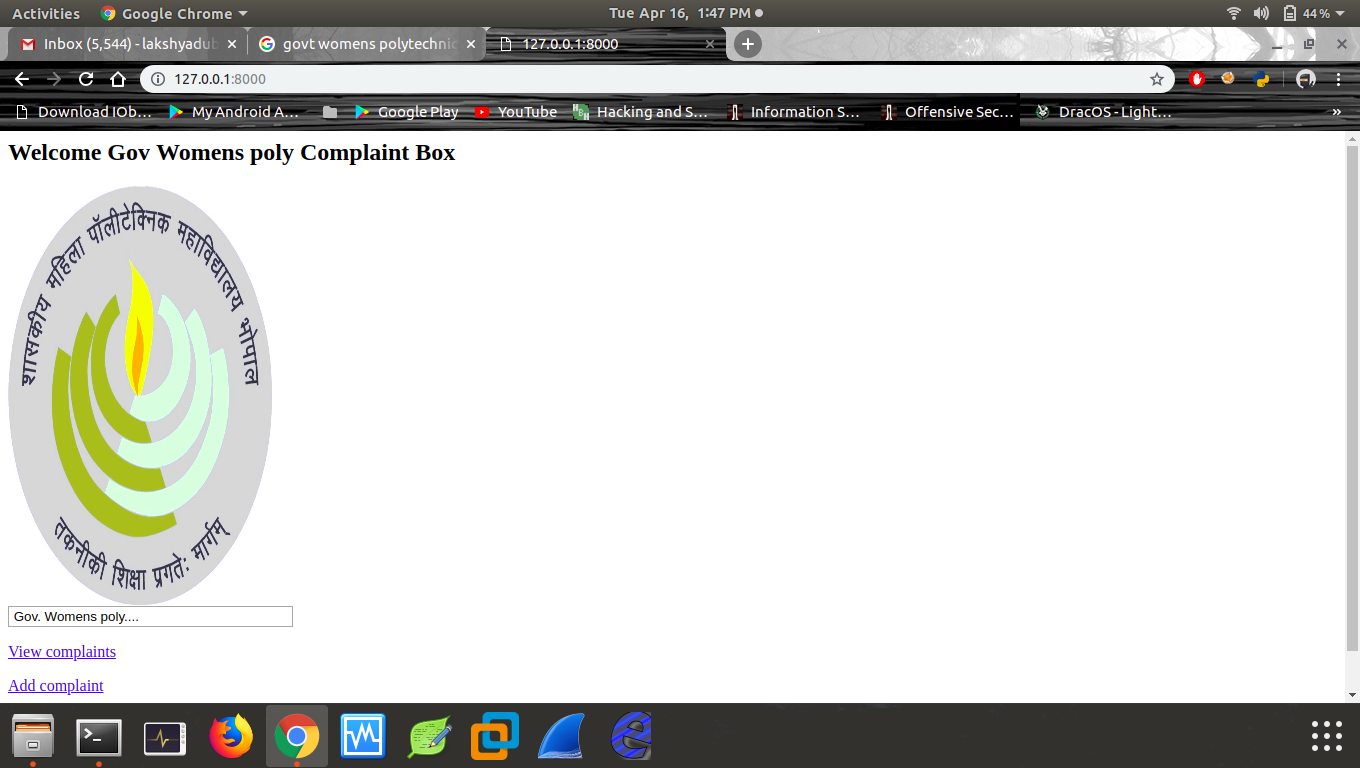 Activities Google Chrome Tue Apr 16, 1:47 PM 44 %
Inbox (5,544) - lakshyadub govt womens polytechnic 127.0.0.1:8000
127.0.0.1:8000
Download IOb... My Android A... Google Play YouTube Hacking and S... Information S... Offensive Sec... DracOS - Light... »
Welcome Gov Womens poly Complaint Box
शासकीय महिला पॉलीटेक्निक महाविद्यालय भोपाल
तकनीकी शिक्षा प्रगते: मार्गम्
Gov. Womens poly....
View complaints
Add complaint